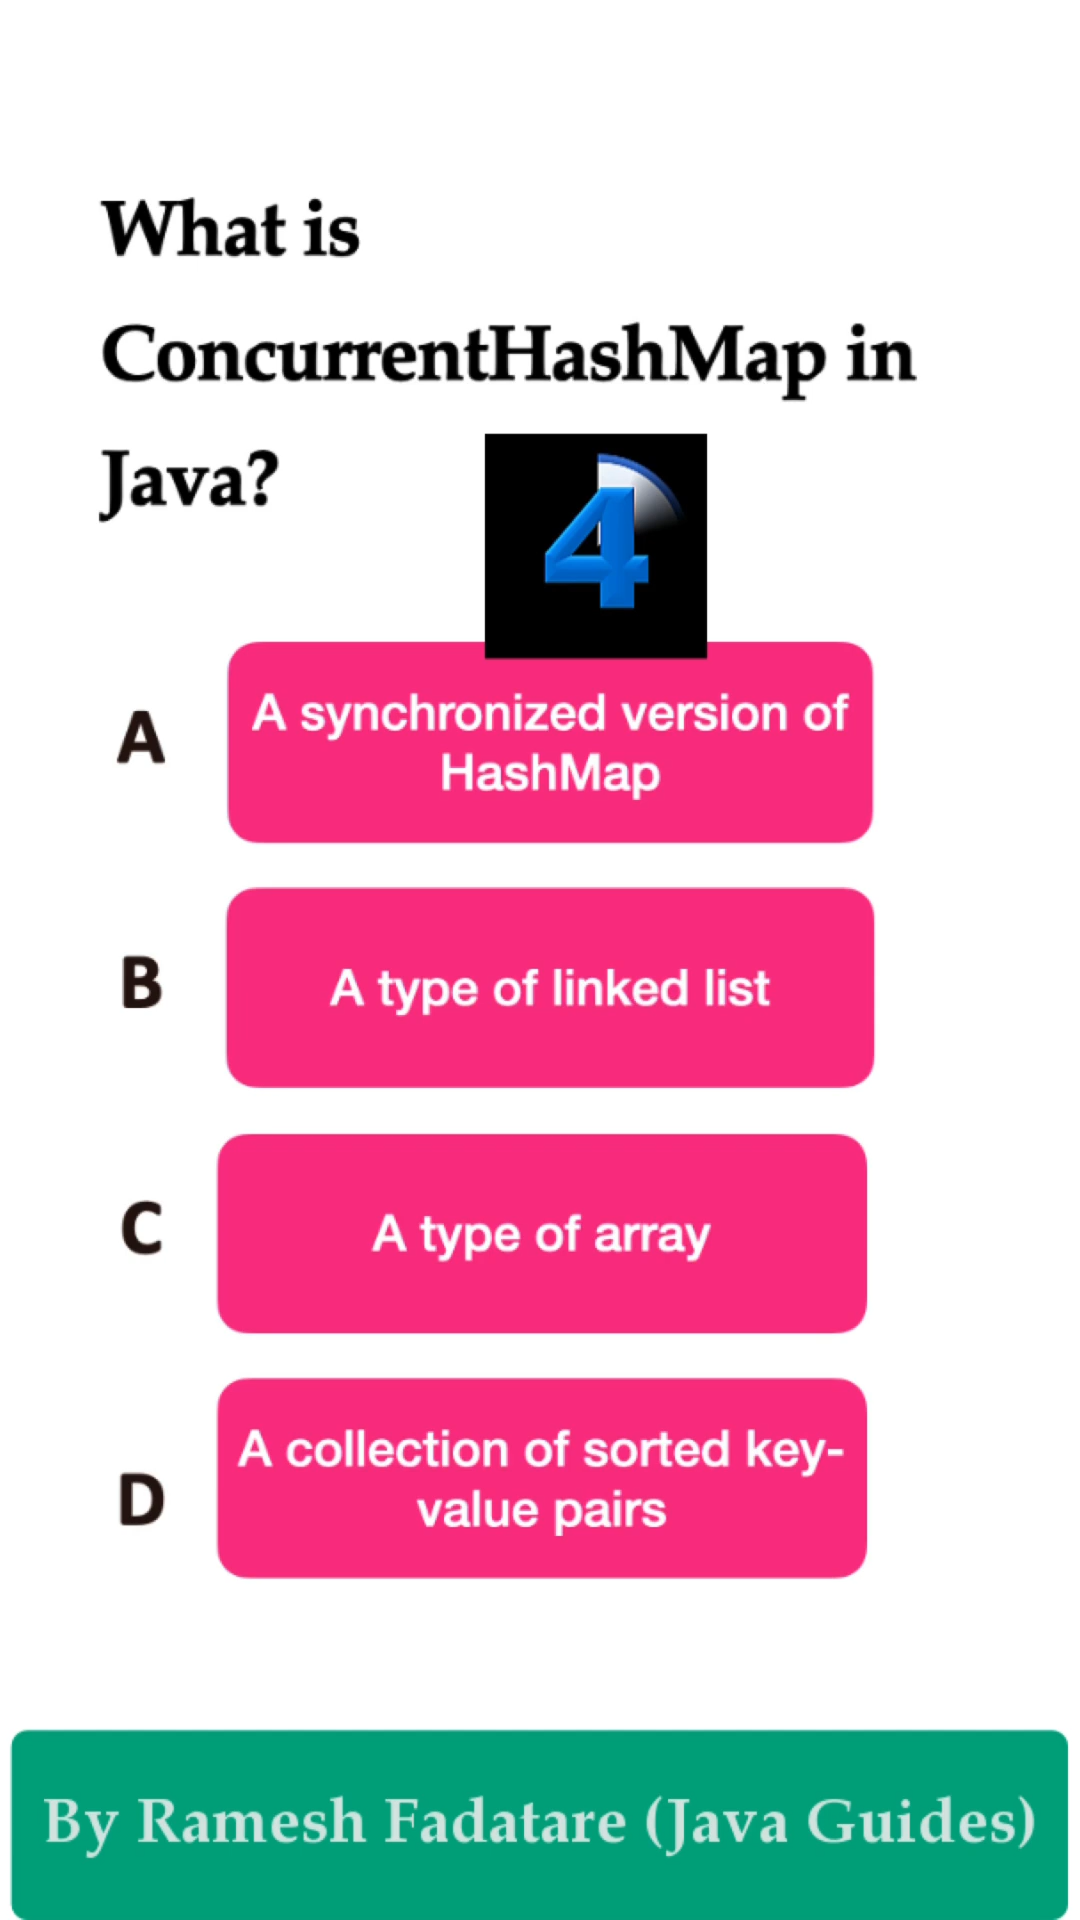 What is
ConcurrentHashMap in
Java?
4
A
A synchronized version of
HashMap
B
A type of linked list
C
A type of array
D
A collection of sorted key-
value pairs
By Ramesh Fadatare (Java Guides)